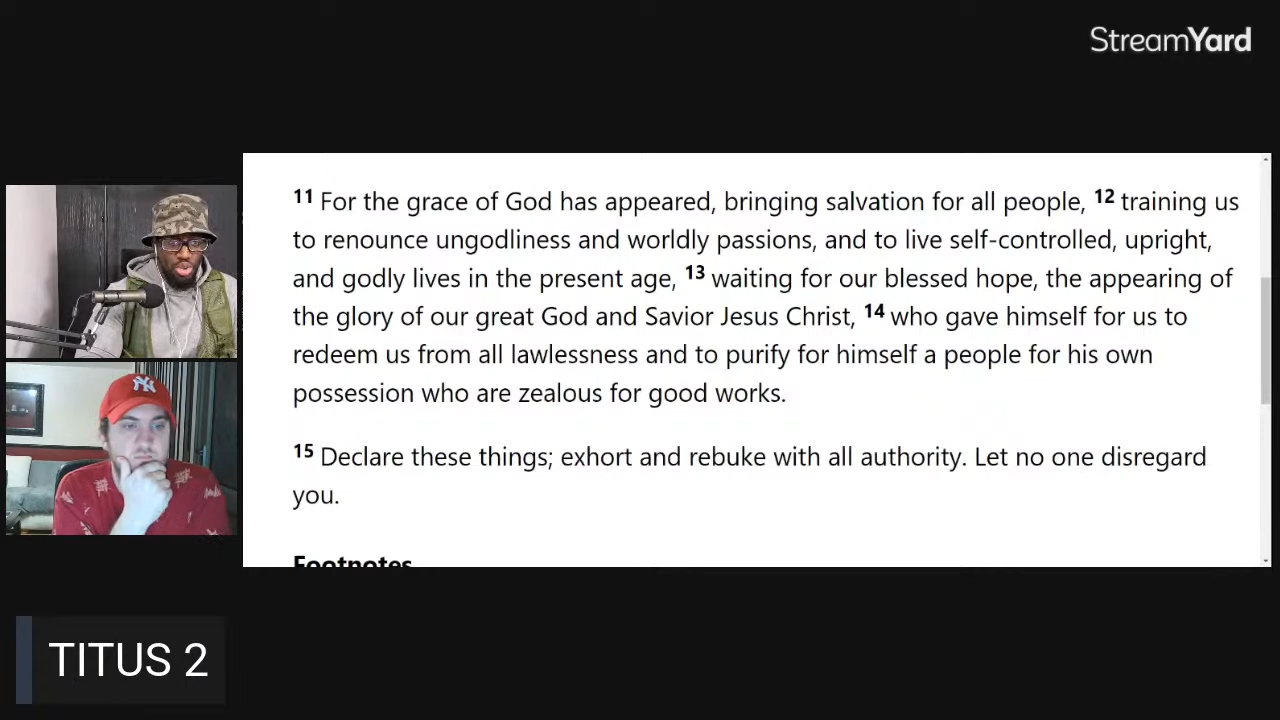 StreamYard
11 For the grace of God has appeared, bringing salvation for all people, 12 training us
to renounce ungodliness and worldly passions, and to live self-controlled, upright,
and godly lives in the present age, 13 waiting for our blessed hope, the appearing of
the glory of our great God and Savior Jesus Christ, 14 who gave himself for us to
redeem us from all lawlessness and to purify for himself a people for his own
possession who are zealous for good works.
15 Declare these things; exhort and rebuke with all authority. Let no one disregard
you.
Footnotes
TITUS 2